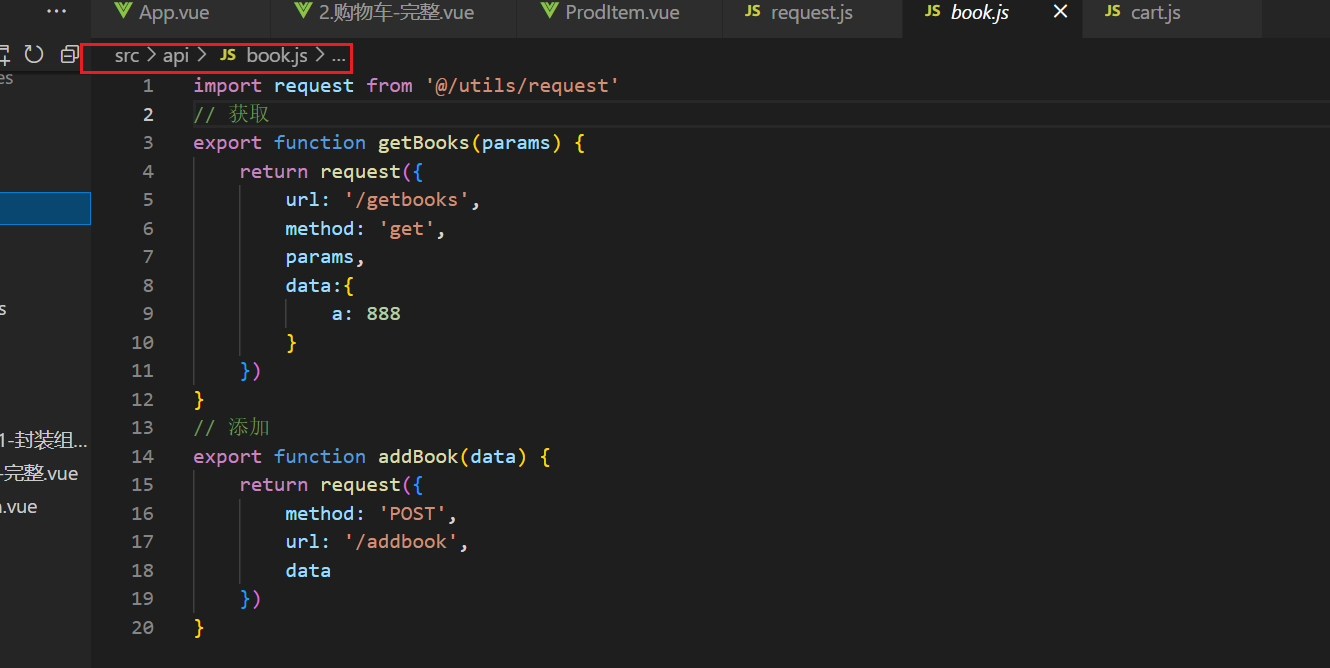 ··· App.vue 2.购物车-完整.vue ProdItem.vue JS request.js JS book.js × JS cart.js
src > api > JS book.js > ...
es
1 import request from '@/utils/request'
2 // 获取
3 export function getBooks(params) {
4 return request({
5 url: '/getbooks',
6 method: 'get',
7 params,
8 data:{
9 a: 888
10 }
11 })
12 }
13 // 添加
14 export function addBook(data) {
15 return request({
16 method: 'POST',
17 url: '/addbook',
18 data
19 })
20 }
s
1-封装组...
-完整.vue
.vue